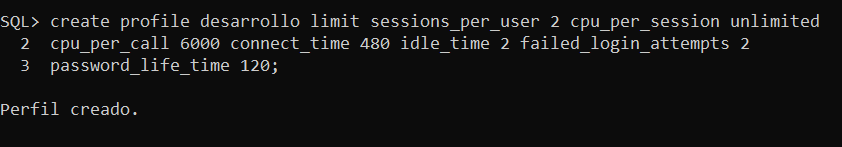 SQL> create profile desarrollo limit sessions_per_user 2 cpu_per_session unlimited
2 cpu_per_call 6000 connect_time 480 idle_time 2 failed_login_attempts 2
3 password_life_time 120;
Perfil creado.